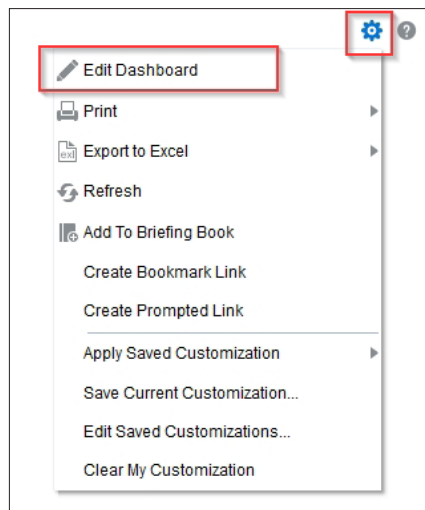 ?
Edit Dashboard
Print
exl
Export to Excel
Refresh
Add To Briefing Book
Create Bookmark Link
Create Prompted Link
Apply Saved Customization
Save Current Customization...
Edit Saved Customizations...
Clear My Customization